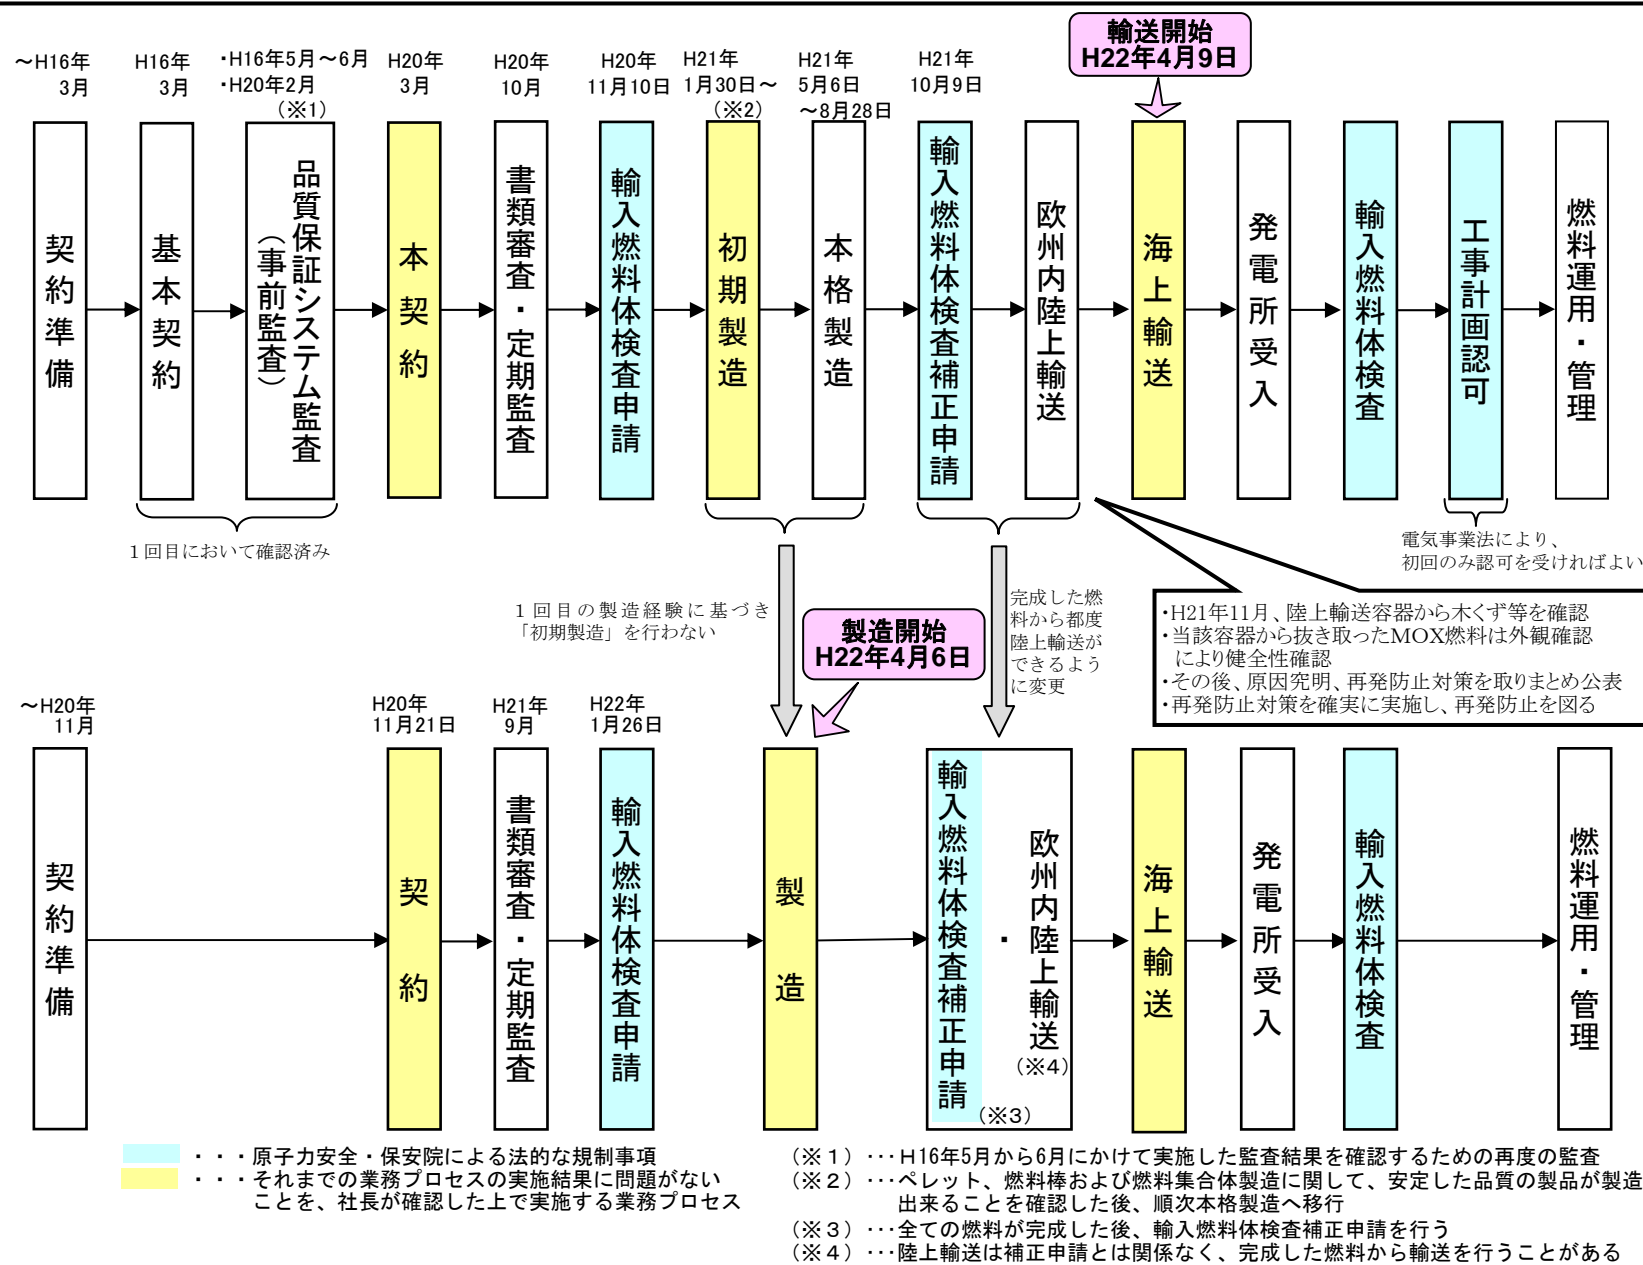 輸送開始
H22年4月9日
～H16年
3月
H16年
3月
・H16年5月～6月
・H20年2月
(※1)
H20年
3月
H20年
10月
H20年
11月10日
H21年
1月30日～
(※2)
H21年
5月6日
～8月28日
H21年
10月9日
契約準備
基本契約
品質保証システム監査
(事前監査)
本契約
書類審査・定期監査
輸入燃料体検査申請
初期製造
本格製造
輸入燃料体検査補正申請
欧州内陸上輸送
海上輸送
発電所受入
輸入燃料体検査
工事計画認可
燃料運用・管理
1回目において確認済み
電気事業法により、
初回のみ認可を受ければよい
1回目の製造経験に基づき
「初期製造」を行わない
完成した燃
料から都度
陸上輸送が
できるよう
に変更
製造開始
H22年4月6日
・H21年11月、陸上輸送容器から木くず等を確認
・当該容器から抜き取ったMOX燃料は外観確認
により健全性確認
・その後、原因究明、再発防止対策を取りまとめ公表
・再発防止対策を確実に実施し、再発防止を図る
～H20年
11月
H20年
11月21日
H21年
9月
H22年
1月26日
契約準備
契約
書類審査・定期監査
輸入燃料体検査申請
製造
輸入燃料体検査補正申請
(※3)
・
欧州内陸上輸送
(※4)
海上輸送
発電所受入
輸入燃料体検査
燃料運用・管理
・・・原子力安全・保安院による法的な規制事項
・・・それまでの業務プロセスの実施結果に問題がない
ことを、社長が確認した上で実施する業務プロセス
(※1)・・・H16年5月から6月にかけて実施した監査結果を確認するための再度の監査
(※2)・・・ペレット、燃料棒および燃料集合体製造に関して、安定した品質の製品が製造
出来ることを確認した後、順次本格製造へ移行
(※3)・・・全ての燃料が完成した後、輸入燃料体検査補正申請を行う
(※4)・・・陸上輸送は補正申請とは関係なく、完成した燃料から輸送を行うことがある